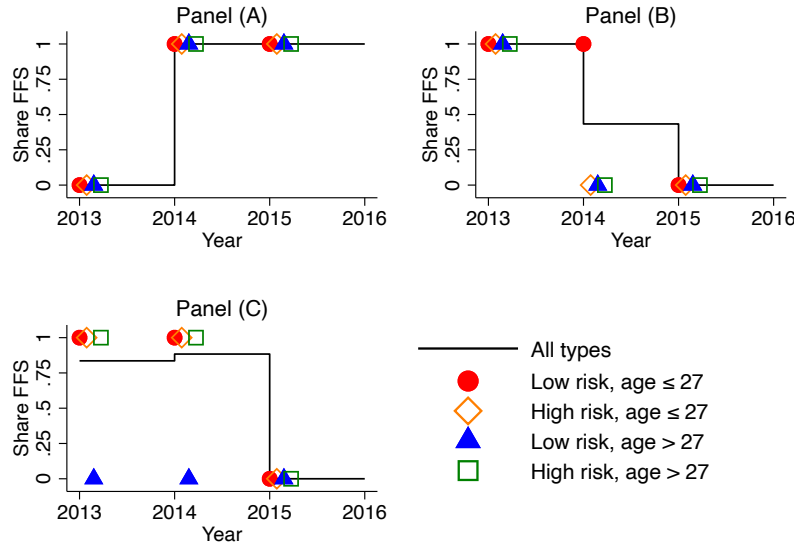 Panel (A)
Share FFS
0 .25 .5 .75 1
2013 2014 2015 2016
Year
Panel (B)
Share FFS
0 .25 .5 .75 1
2013 2014 2015 2016
Year
Panel (C)
Share FFS
0 .25 .5 .75 1
2013 2014 2015 2016
Year
All types
Low risk, age ≤ 27
High risk, age ≤ 27
Low risk, age > 27
High risk, age > 27